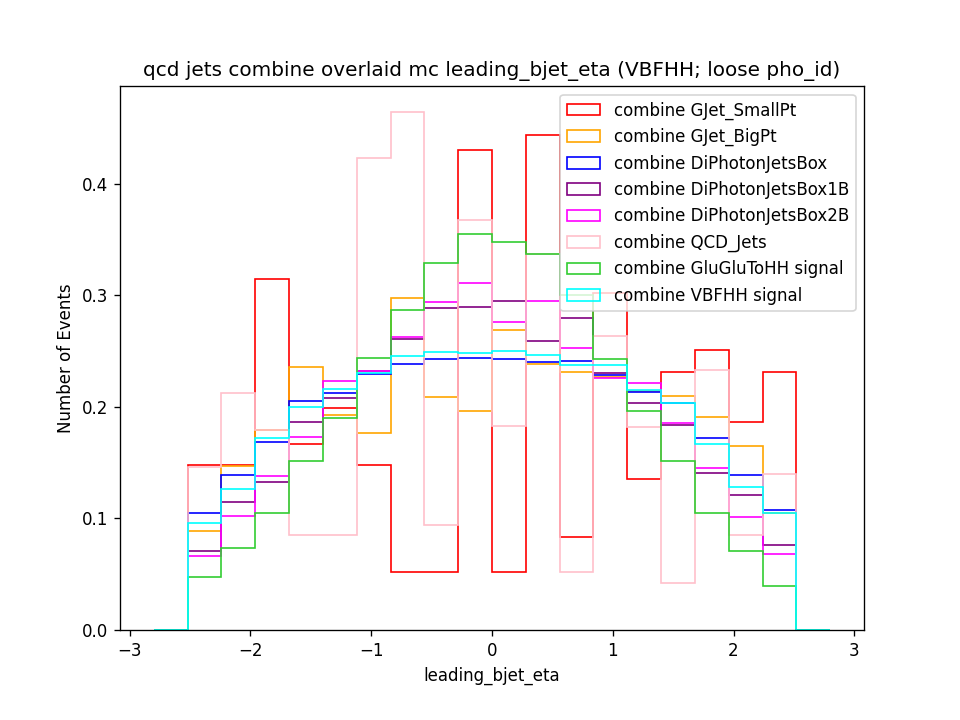 qcd jets combine overlaid mc leading_bjet_eta (VBFHH; loose pho_id)
combine GJet_SmallPt
combine GJet_BigPt
combine DiPhotonJetsBox
combine DiPhotonJetsBox1B
combine DiPhotonJetsBox2B
combine QCD_Jets
combine GluGluToHH signal
combine VBFHH signal
Number of Events
0.4
0.3
0.2
0.1
0.0
−3 −2 −1 0 1 2 3
leading_bjet_eta